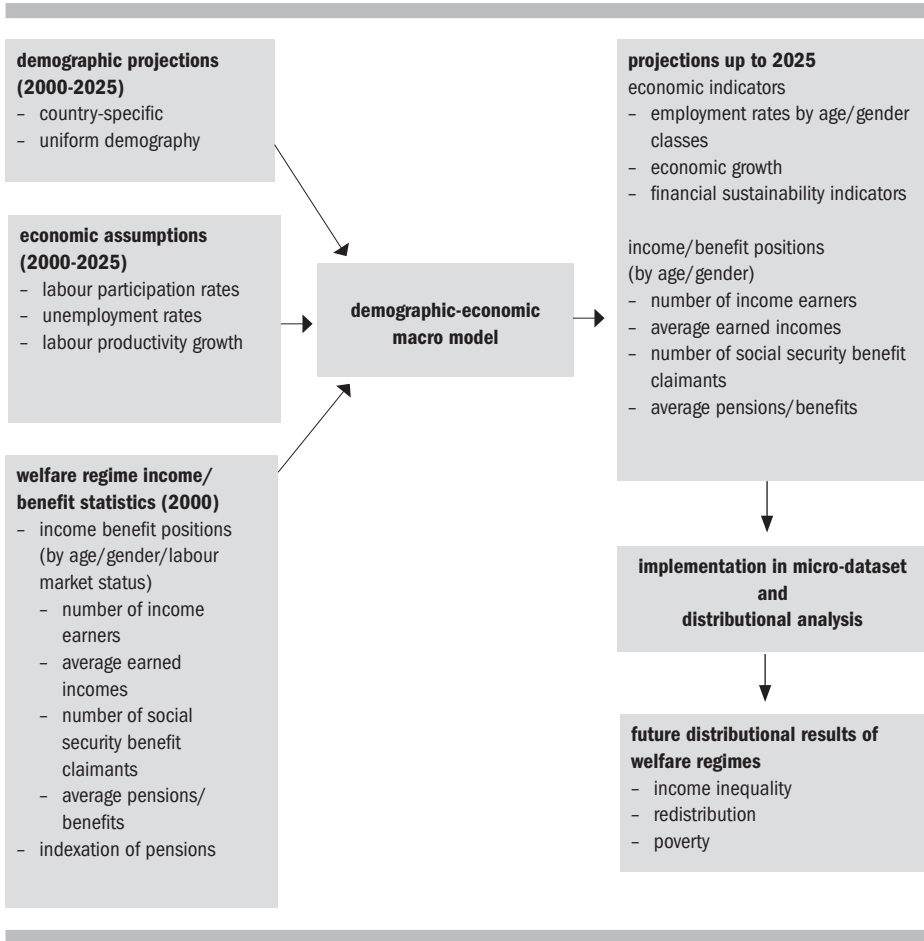 demographic projections
(2000-2025)
– country-specific
– uniform demography
economic assumptions
(2000-2025)
– labour participation rates
– unemployment rates
– labour productivity growth
welfare regime income/
benefit statistics (2000)
– income benefit positions
(by age/gender/labour
market status)
– number of income
earners
– average earned
incomes
– number of social
security benefit
claimants
– average pensions/
benefits
– indexation of pensions
demographic-economic
macro model
projections up to 2025
economic indicators
– employment rates by age/gender
classes
– economic growth
– financial sustainability indicators
income/benefit positions
(by age/gender)
– number of income earners
– average earned incomes
– number of social security benefit
claimants
– average pensions/benefits
implementation in micro-dataset
and
distributional analysis
future distributional results of
welfare regimes
– income inequality
– redistribution
– poverty